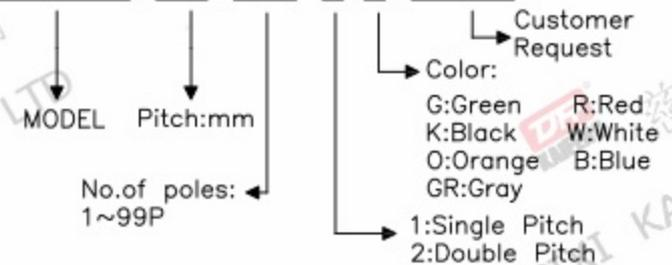 Customer
Request
Color:
G:Green R:Red
K:Black W:White
O:Orange B:Blue
GR:Gray
MODEL Pitch:mm
No.of poles:
1~99P
1:Single Pitch
2:Double Pitch
LTD